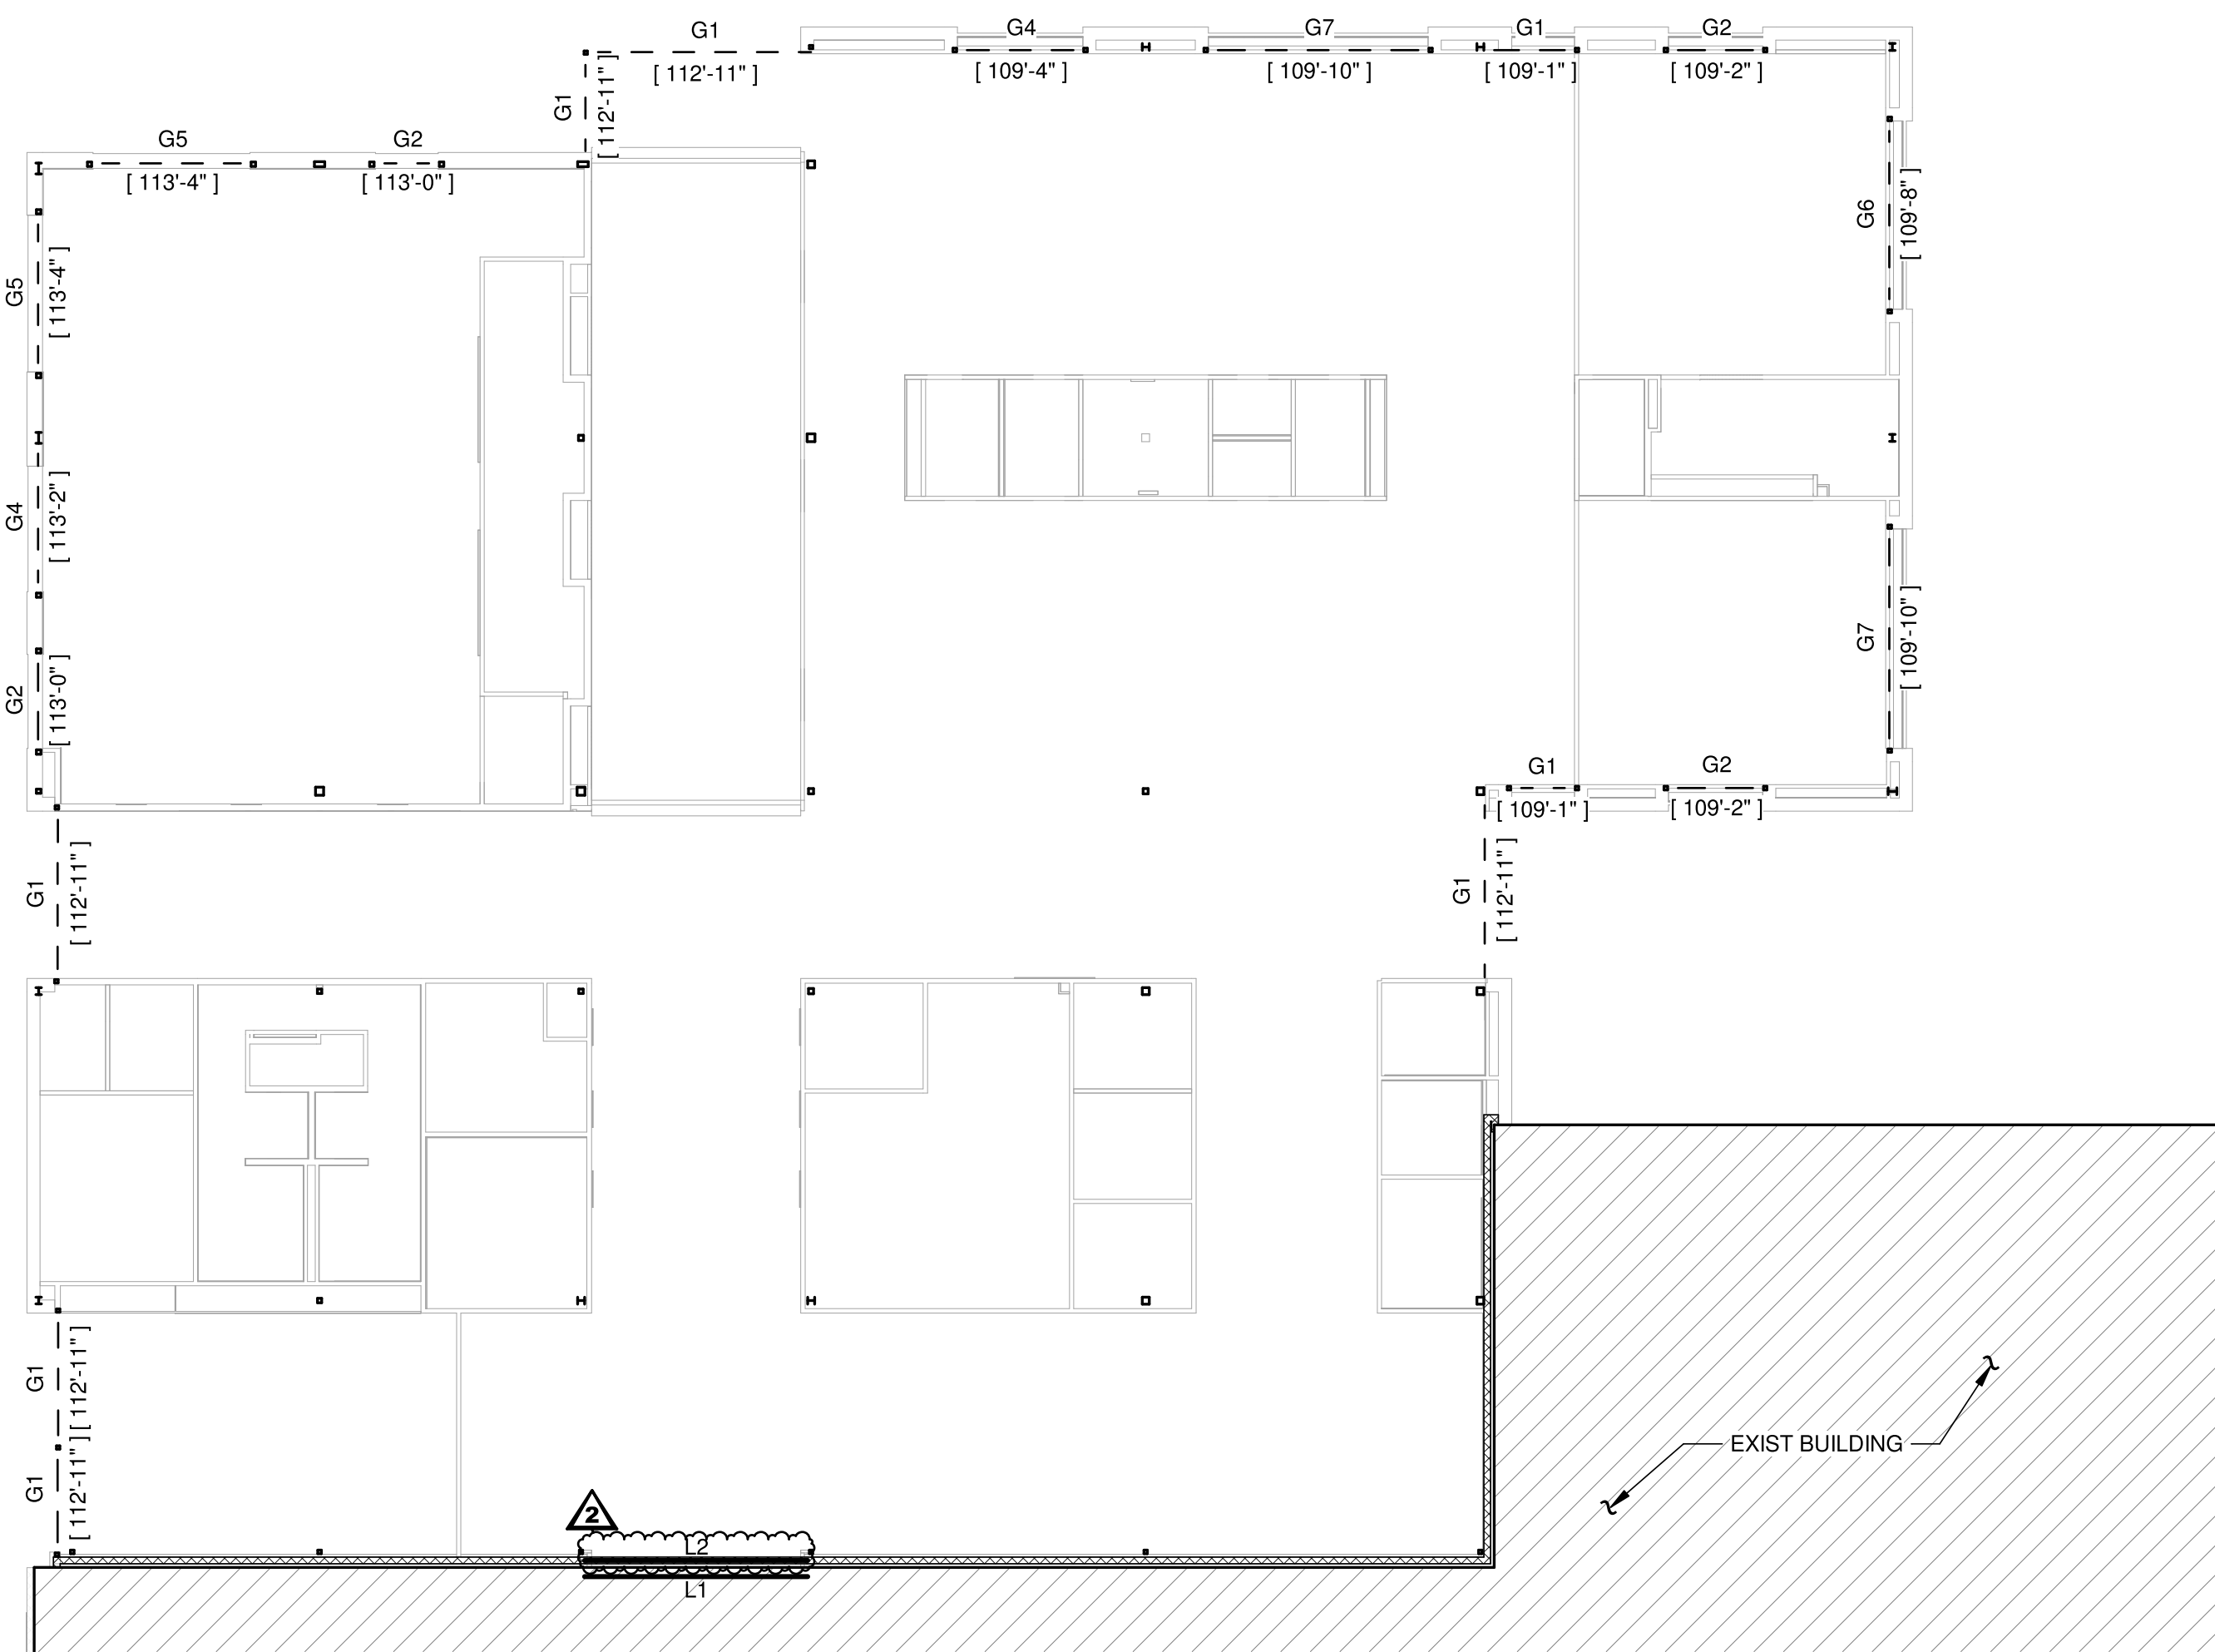 G1
G4
G7
G1
G2
[ 112'-11" ]
[ 109'-4" ]
[ 109'-10" ]
[ 109'-1" ]
[ 109'-2" ]
G1
[ 112'-11" ]
G5
G2
[ 113'-4" ]
[ 113'-0" ]
G6
[ 109'-8" ]
G5
[ 113'-4" ]
G4
[ 113'-2" ]
G2
[ 113'-0" ]
G7
[ 109'-10" ]
G1
G2
[ 109'-1" ]
[ 109'-2" ]
G1
[ 112'-11" ]
G1
[ 112'-11" ]
G1
[ 112'-11" ]
EXIST BUILDING
G1
[ 112'-11" ]
2
L2
L1